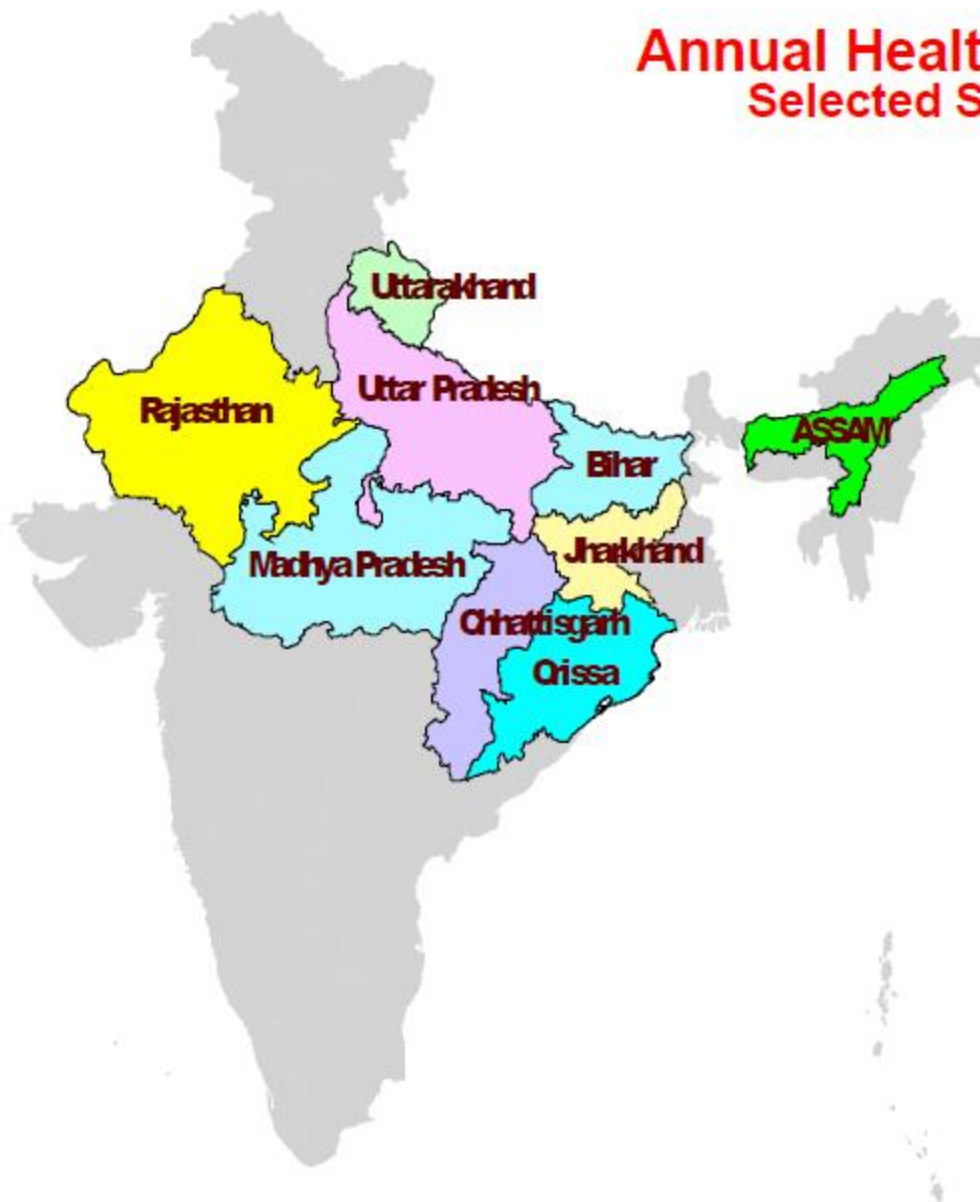 Annual Healt
Selected S
Uttarakhand
Uttar Pradesh
Rajasthan
ASSAM
Bihar
Jharkhand
Madhya Pradesh
Chhattisgarh
Orissa